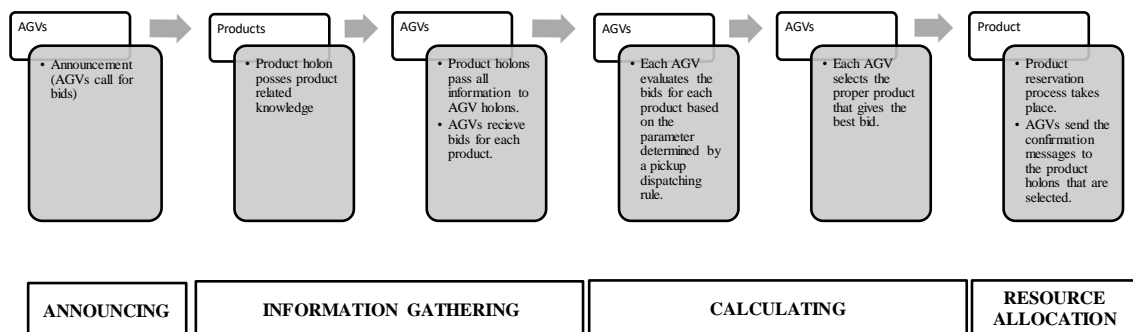 AGVs
• Announcement
(AGVs call for
bids)
Products
• Product holon
posses product
related
knowledge
AGVs
• Product holons
pass all
information to
AGV holons.
• AGVs recieve
bids for each
product.
AGVs
• Each AGV
evaluates the
bids for each
product based
on the
parameter
determined by
a pickup
dispatching
rule.
AGVs
• Each AGV
selects the
proper product
that gives the
best bid.
Product
• Product
reservation
process takes
place.
• AGVs send the
confirmation
messages to
the product
holons that are
selected.
ANNOUNCING
INFORMATION GATHERING
CALCULATING
RESOURCE
ALLOCATION